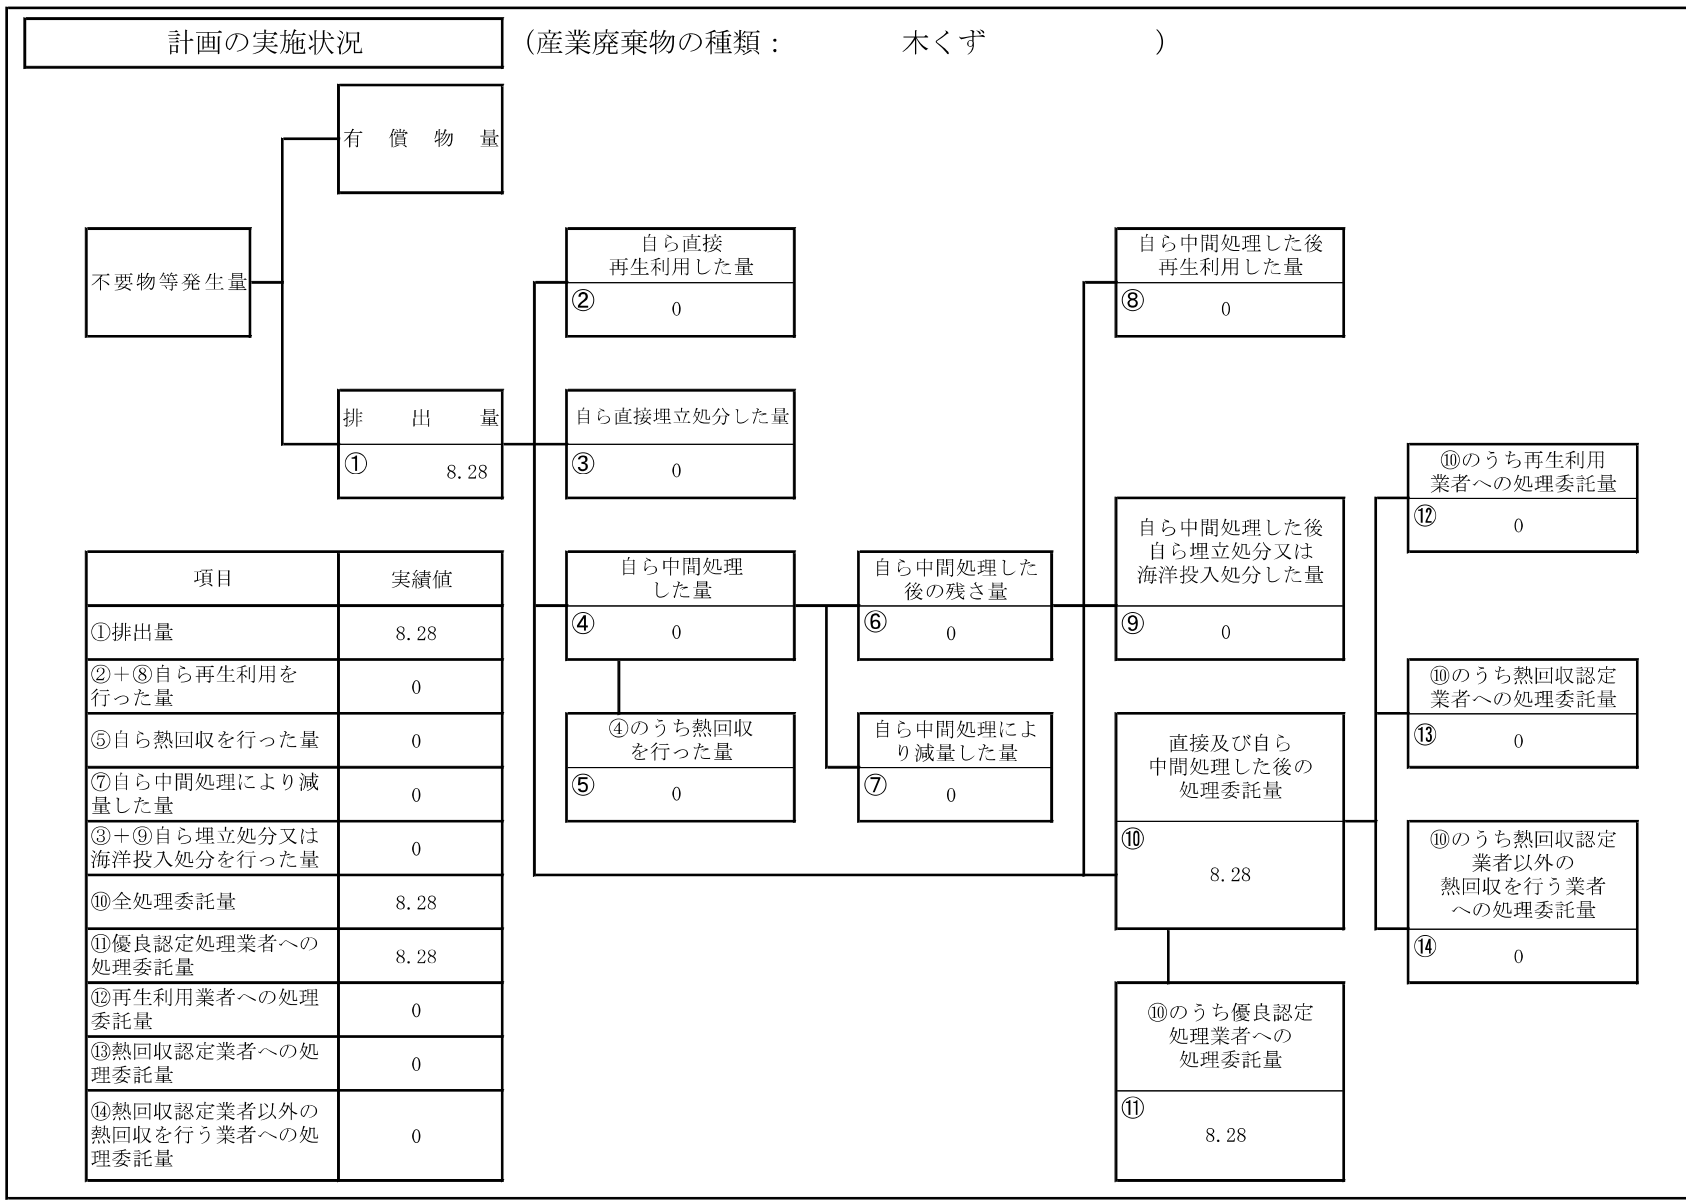 計画の実施状況 (産業廃棄物の種類: 木くず )
有償物量
不要物等発生量
自ら直接
再生利用した量
② 0
自ら中間処理した後
再生利用した量
⑧ 0
排出量
① 8.28
自ら直接埋立処分した量
③ 0
⑩のうち再生利用
業者への処理委託量
⑫ 0
自ら中間処理
した量
④ 0
自ら中間処理した
後の残さ量
⑥ 0
自ら中間処理した後
自ら埋立処分又は
海洋投入処分した量
⑨ 0
④のうち熱回収
を行った量
⑤ 0
自ら中間処理によ
り減量した量
⑦ 0
直接及び自ら
中間処理した後の
処理委託量
⑩
8.28
⑩のうち熱回収認定
業者への処理委託量
⑬ 0
⑩のうち熱回収認定
業者以外の
熱回収を行う業者
への処理委託量
⑭ 0
⑩のうち優良認定
処理業者への
処理委託量
⑪
8.28
項目 実績値
①排出量 8.28
②+⑧自ら再生利用を
行った量 0
⑤自ら熱回収を行った量 0
⑦自ら中間処理により減
量した量 0
③+⑨自ら埋立処分又は
海洋投入処分を行った量 0
⑩全処理委託量 8.28
⑪優良認定処理業者への
処理委託量 8.28
⑫再生利用業者への処理
委託量 0
⑬熱回収認定業者への処
理委託量 0
⑭熱回収認定業者以外の
熱回収を行う業者への処
理委託量 0